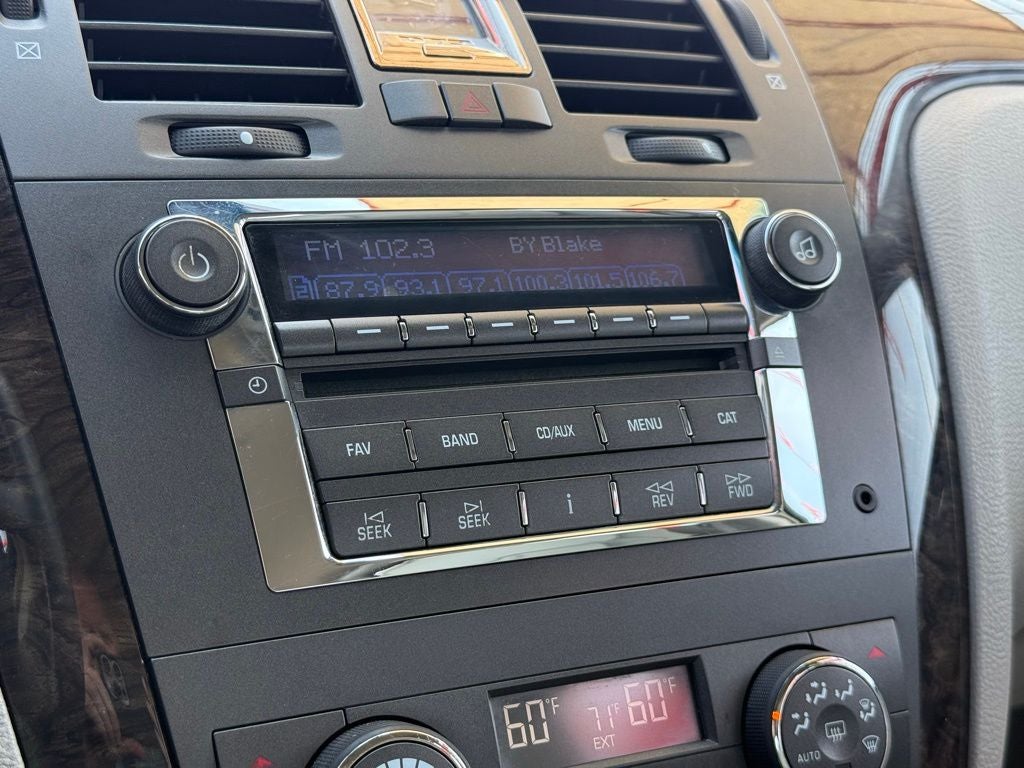 FM 102.3 BY Blake
2 87.9 93.1 97.1 100.3 101.5 106.7
FAV BAND CD/AUX MENU CAT
SEEK SEEK i REV FWD
60°F 71°F EXT 60°F
AUTO